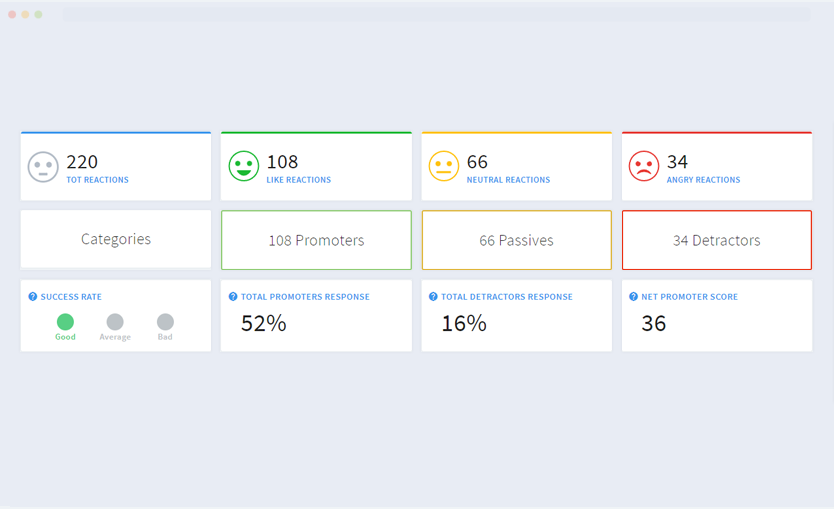 220
TOT REACTIONS
108
LIKE REACTIONS
66
NEUTRAL REACTIONS
34
ANGRY REACTIONS
Categories
108 Promoters
66 Passives
34 Detractors
? SUCCESS RATE
Good Average Bad
? TOTAL PROMOTERS RESPONSE
52%
? TOTAL DETRACTORS RESPONSE
16%
? NET PROMOTER SCORE
36